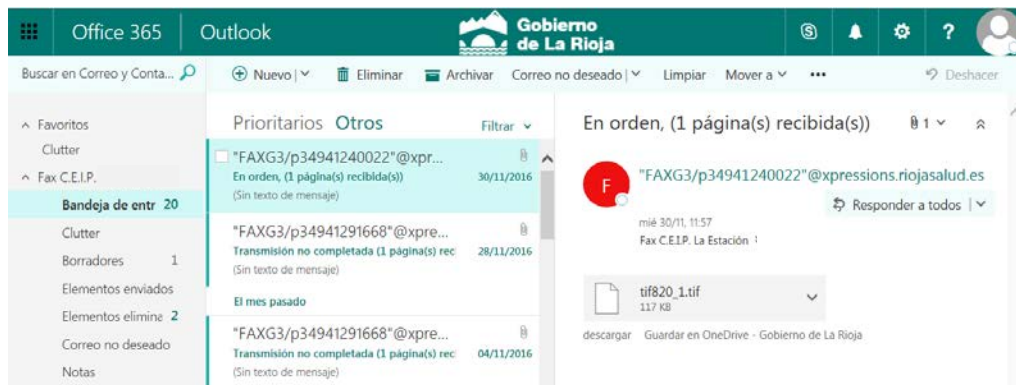 Office 365
Outlook
Gobierno
de La Rioja
?
Buscar en Correo y Conta...
Nuevo
Eliminar
Archivar
Correo no deseado
Limpiar
Mover a
...
Deshacer
Favoritos
Clutter
Fax C.E.I.P.
Bandeja de entr 20
Clutter
Borradores 1
Elementos enviados
Elementos elimina 2
Correo no deseado
Notas
Prioritarios Otros
Filtrar
"FAXG3/p34941240022"@xpr...
En orden, (1 página(s) recibida(s)) 30/11/2016
(Sin texto de mensaje)
"FAXG3/p34941291668"@xpre...
Transmisión no completada (1 página(s) rec 28/11/2016
(Sin texto de mensaje)
El mes pasado
"FAXG3/p34941291668"@xpre...
Transmisión no completada (1 página(s) rec 04/11/2016
(Sin texto de mensaje)
En orden, (1 página(s) recibida(s))
1
F
"FAXG3/p34941240022"@xpressions.riojasalud.es
Responder a todos
mié 30/11, 11:57
Fax C.E.I.P. La Estación
tif820_1.tif
117 KB
descargar Guardar en OneDrive - Gobierno de La Rioja